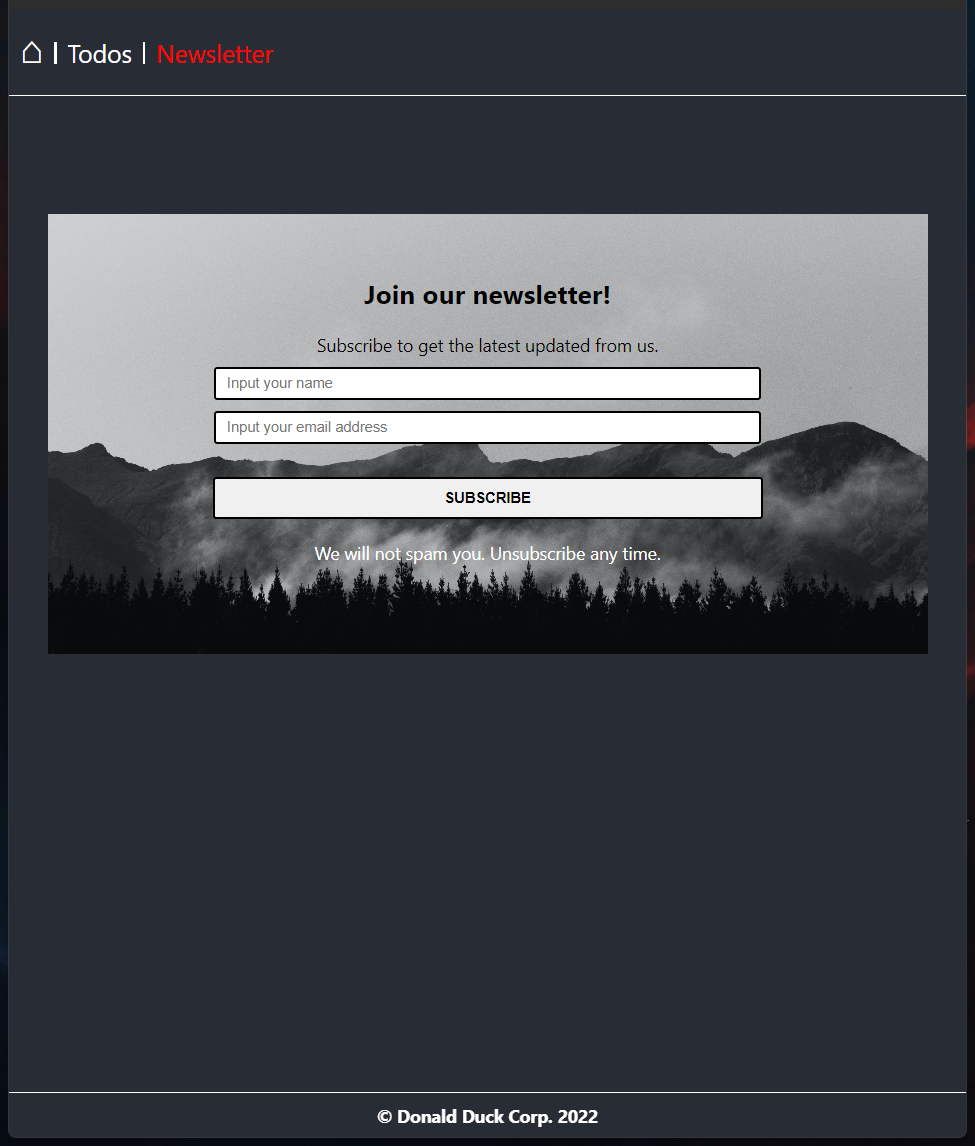 Todos | Newsletter
Join our newsletter!
Subscribe to get the latest updated from us.
Input your name
Input your email address
SUBSCRIBE
We will not spam you. Unsubscribe any time.
© Donald Duck Corp. 2022